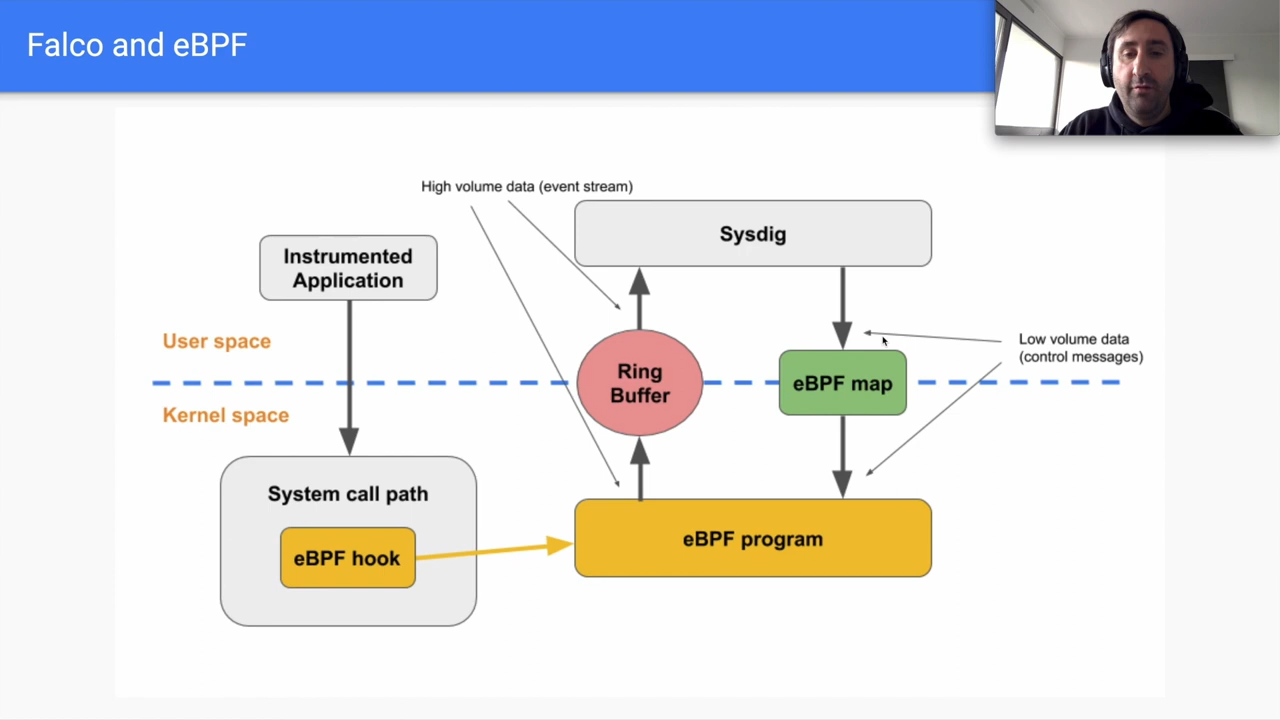 Falco and eBPF
High volume data (event stream)
Sysdig
Instrumented
Application
User space
Ring
Buffer
eBPF map
Low volume data
(control messages)
Kernel space
System call path
eBPF hook
eBPF program